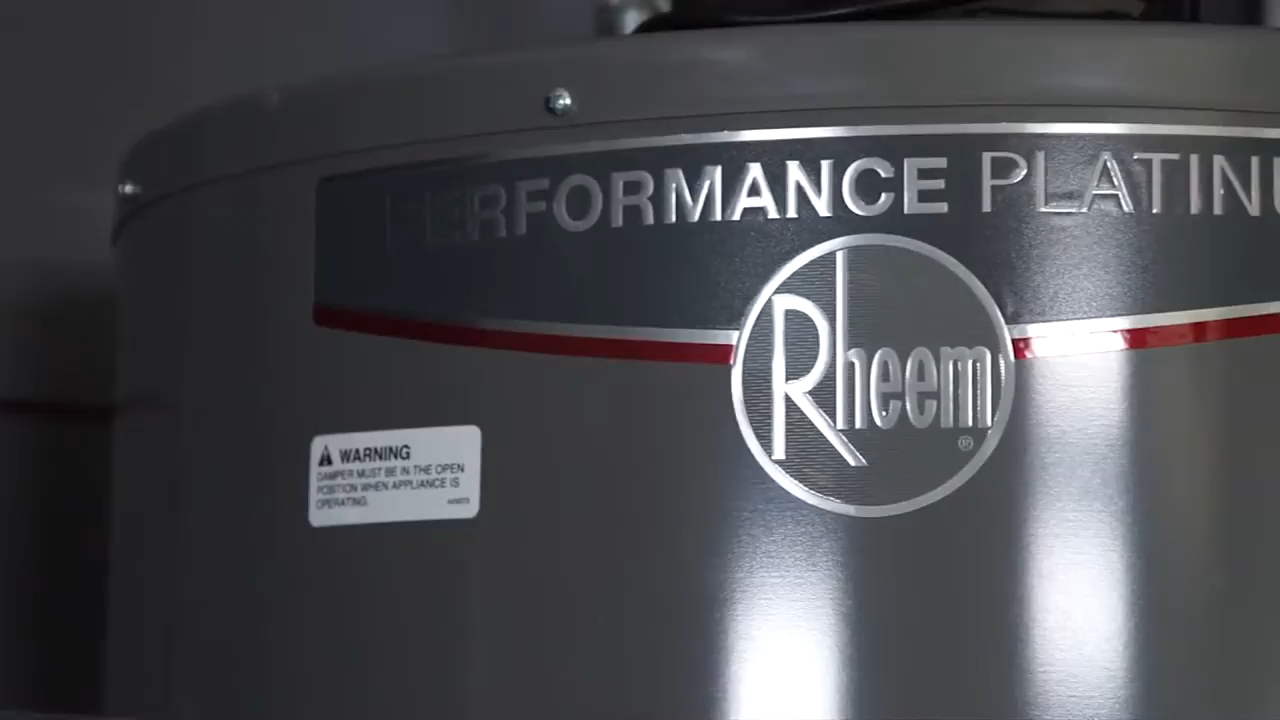 PERFORMANCE PLATINU
Rheem
®
WARNING
DAMPER MUST BE IN THE OPEN
POSITION WHEN APPLIANCE IS
OPERATING.